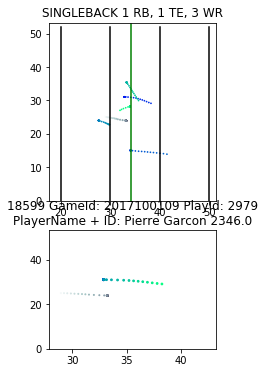 SINGLEBACK 1 RB, 1 TE, 3 WR
50
40
30
20
10
0
20 30 40 50
18599 GameId: 2017100109 PlayId: 2979
PlayerName + ID: Pierre Garcon 2346.0
40
20
0
30 35 40